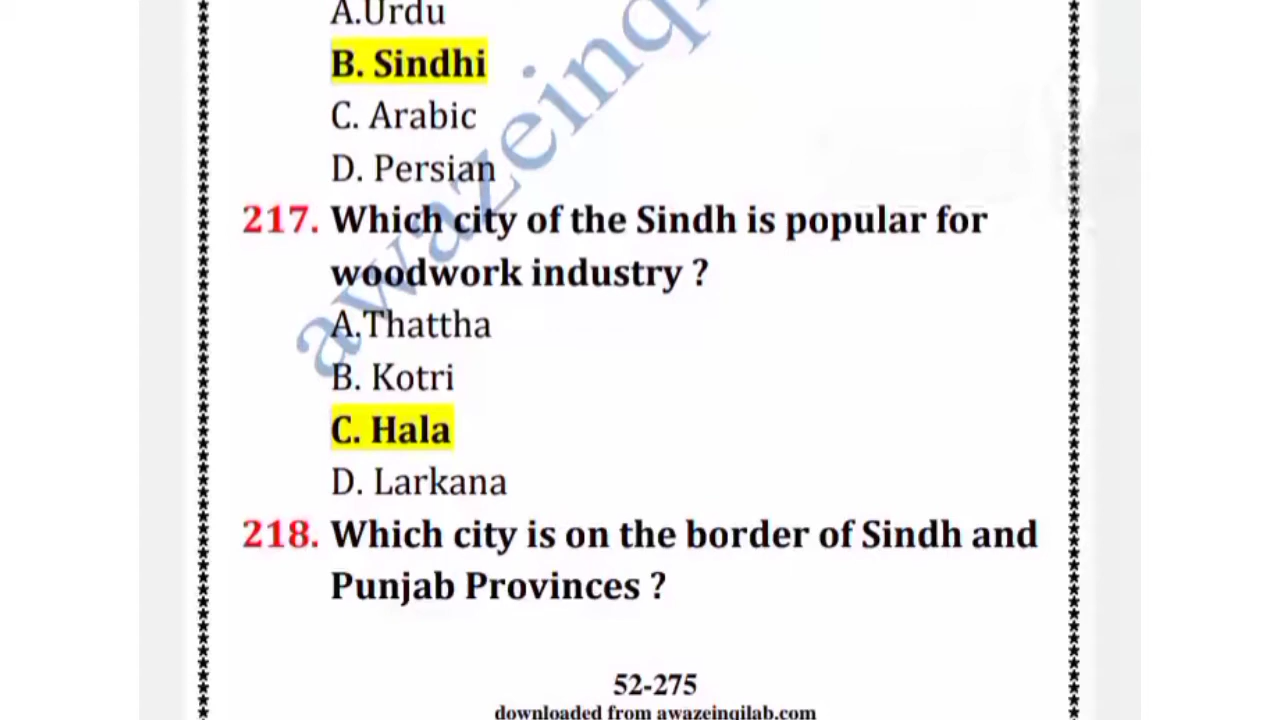 A.Urdu
B. Sindhi
C. Arabic
D. Persian
217. Which city of the Sindh is popular for
woodwork industry ?
A.Thattha
B. Kotri
C. Hala
D. Larkana
218. Which city is on the border of Sindh and
Punjab Provinces ?
52-275
downloaded from awazeinqilab.com